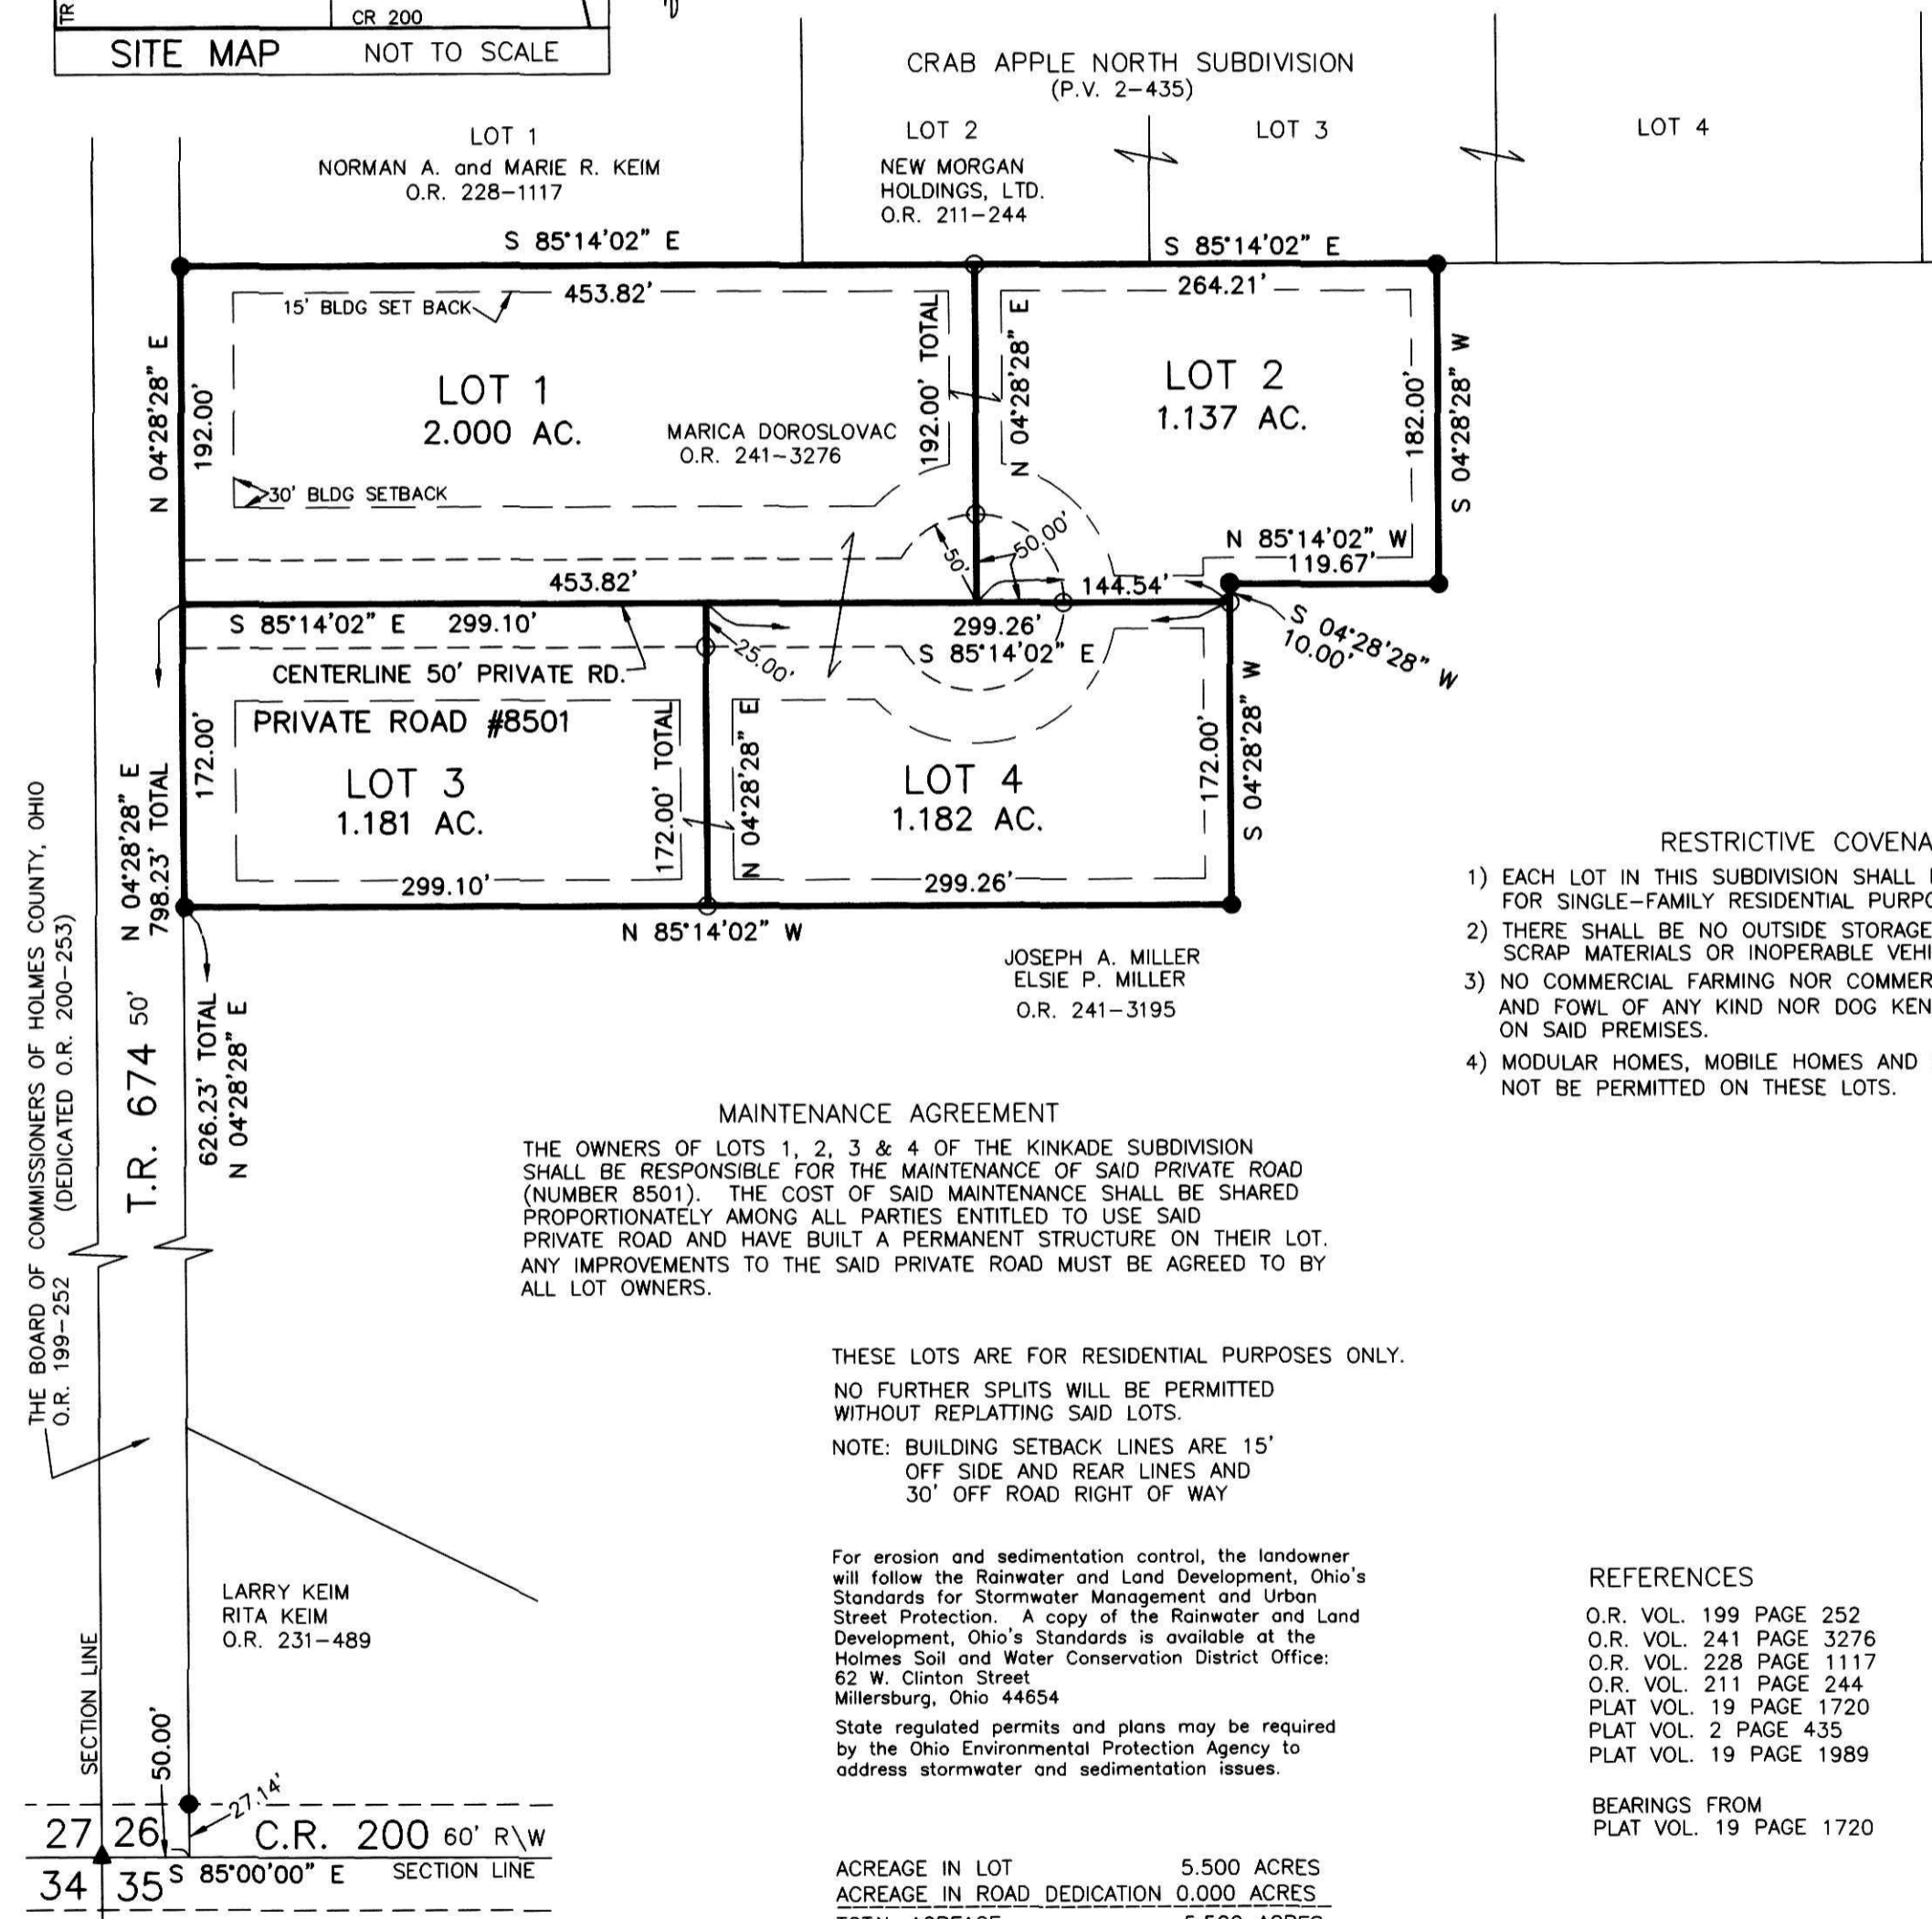 TR
CR 200
SITE MAP NOT TO SCALE
CRAB APPLE NORTH SUBDIVISION
(P.V. 2-435)
LOT 1
NORMAN A. and MARIE R. KEIM
O.R. 228-1117
LOT 2
NEW MORGAN
HOLDINGS, LTD.
O.R. 211-244
LOT 3
LOT 4
S 85°14'02" E
453.82'
S 85°14'02" E
264.21'
15' BLDG SET BACK
N 04°28'28" E
192.00'
LOT 1
2.000 AC.
MARICA DOROSLOVAC
O.R. 241-3276
192.00' TOTAL
N 04°28'28" E
LOT 2
1.137 AC.
182.00'
S 04°28'28" W
30' BLDG SETBACK
50'
50.00'
N 85°14'02" W
119.67'
453.82'
144.54'
S 85°14'02" E 299.10'
299.26'
S 85°14'02" E
S 04°28'28" W
10.00'
25.00'
CENTERLINE 50' PRIVATE RD.
PRIVATE ROAD #8501
172.00'
N 04°28'28" E
798.23' TOTAL
LOT 3
1.181 AC.
172.00' TOTAL
N 04°28'28" E
LOT 4
1.182 AC.
172.00'
S 04°28'28" W
299.10'
299.26'
N 85°14'02" W
JOSEPH A. MILLER
ELSIE P. MILLER
O.R. 241-3195
THE BOARD OF COMMISSIONERS OF HOLMES COUNTY, OHIO
O.R. 199-252 (DEDICATED O.R. 200-253)
T.R. 674 50'
626.23' TOTAL
N 04°28'28" E
RESTRICTIVE COVENA
1) EACH LOT IN THIS SUBDIVISION SHALL
FOR SINGLE-FAMILY RESIDENTIAL PURPO
2) THERE SHALL BE NO OUTSIDE STORAGE
SCRAP MATERIALS OR INOPERABLE VEHI
3) NO COMMERCIAL FARMING NOR COMMER
AND FOWL OF ANY KIND NOR DOG KEN
ON SAID PREMISES.
4) MODULAR HOMES, MOBILE HOMES AND
NOT BE PERMITTED ON THESE LOTS.
MAINTENANCE AGREEMENT
THE OWNERS OF LOTS 1, 2, 3 & 4 OF THE KINKADE SUBDIVISION
SHALL BE RESPONSIBLE FOR THE MAINTENANCE OF SAID PRIVATE ROAD
(NUMBER 8501). THE COST OF SAID MAINTENANCE SHALL BE SHARED
PROPORTIONATELY AMONG ALL PARTIES ENTITLED TO USE SAID
PRIVATE ROAD AND HAVE BUILT A PERMANENT STRUCTURE ON THEIR LOT.
ANY IMPROVEMENTS TO THE SAID PRIVATE ROAD MUST BE AGREED TO BY
ALL LOT OWNERS.
THESE LOTS ARE FOR RESIDENTIAL PURPOSES ONLY.
NO FURTHER SPLITS WILL BE PERMITTED
WITHOUT REPLATTING SAID LOTS.
NOTE: BUILDING SETBACK LINES ARE 15'
OFF SIDE AND REAR LINES AND
30' OFF ROAD RIGHT OF WAY
For erosion and sedimentation control, the landowner
will follow the Rainwater and Land Development, Ohio's
Standards for Stormwater Management and Urban
Street Protection. A copy of the Rainwater and Land
Development, Ohio's Standards is available at the
Holmes Soil and Water Conservation District Office:
62 W. Clinton Street
Millersburg, Ohio 44654
State regulated permits and plans may be required
by the Ohio Environmental Protection Agency to
address stormwater and sedimentation issues.
LARRY KEIM
RITA KEIM
O.R. 231-489
SECTION LINE
50.00'
27.14'
27 26 C.R. 200 60' R\W
34 35 S 85°00'00" E SECTION LINE
REFERENCES
O.R. VOL. 199 PAGE 252
O.R. VOL. 241 PAGE 3276
O.R. VOL. 228 PAGE 1117
O.R. VOL. 211 PAGE 244
PLAT VOL. 19 PAGE 1720
PLAT VOL. 2 PAGE 435
PLAT VOL. 19 PAGE 1989
BEARINGS FROM
PLAT VOL. 19 PAGE 1720
ACREAGE IN LOT 5.500 ACRES
ACREAGE IN ROAD DEDICATION 0.000 ACRES